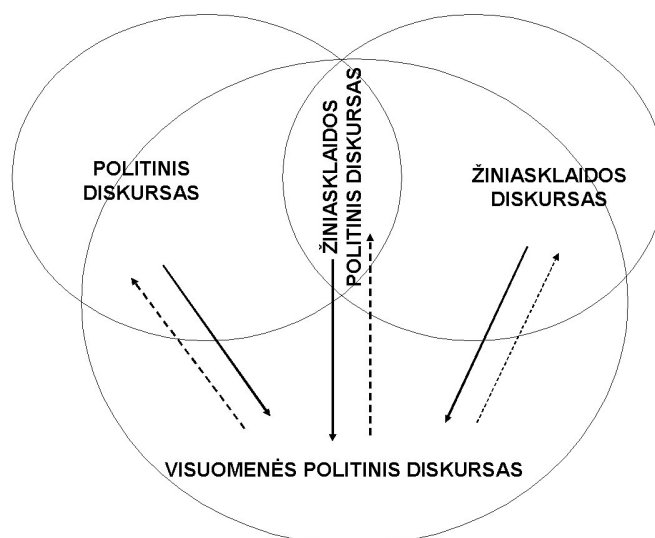 POLITINIS
DISKURSAS
ŽINIASKLAIDOS
POLITINIS DISKURSAS
ŽINIASKLAIDOS
DISKURSAS
VISUOMENĖS POLITINIS DISKURSAS